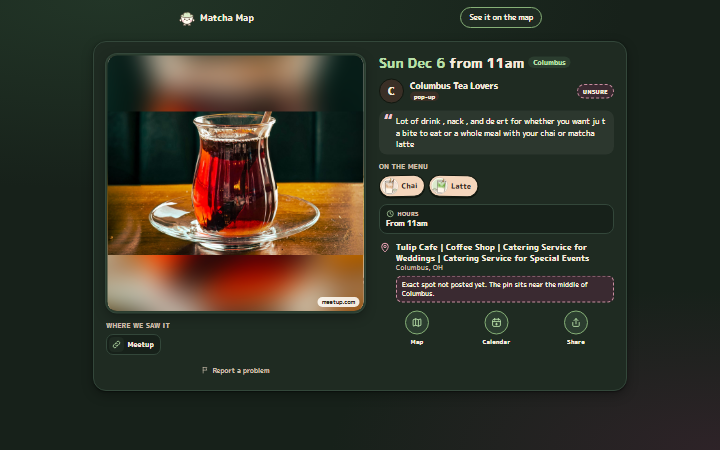 Matcha Map
See it on the map
Sun Dec 6 from 11am
Columbus
C
Columbus Tea Lovers
pop-up
UNSURE
Lot of drink , nack , and de ert for whether you want ju t
a bite to eat or a whole meal with your chai or matcha
latte
ON THE MENU
Chai
Latte
HOURS
From 11am
Tulip Cafe | Coffee Shop | Catering Service for
Weddings | Catering Service for Special Events
Columbus, OH
Exact spot not posted yet. The pin sits near the middle of
Columbus.
Map
Calendar
Share
meetup.com
WHERE WE SAW IT
Meetup
Report a problem